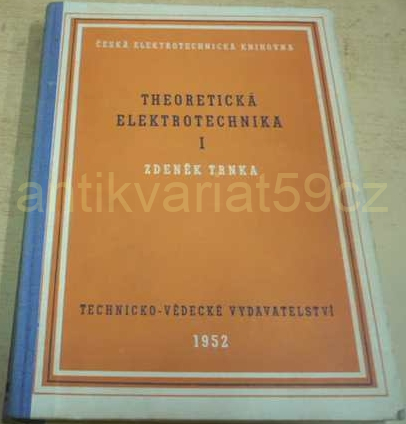 ČESKÁ ELEKTROTECHNICKÁ KNIHOVNA
THEORETICKÁ
ELEKTROTECHNIKA
I
ZDENĚK TRNKA
antikvariat59cz
TECHNICKO-VĚDECKÉ VYDAVATELSTVÍ
1952